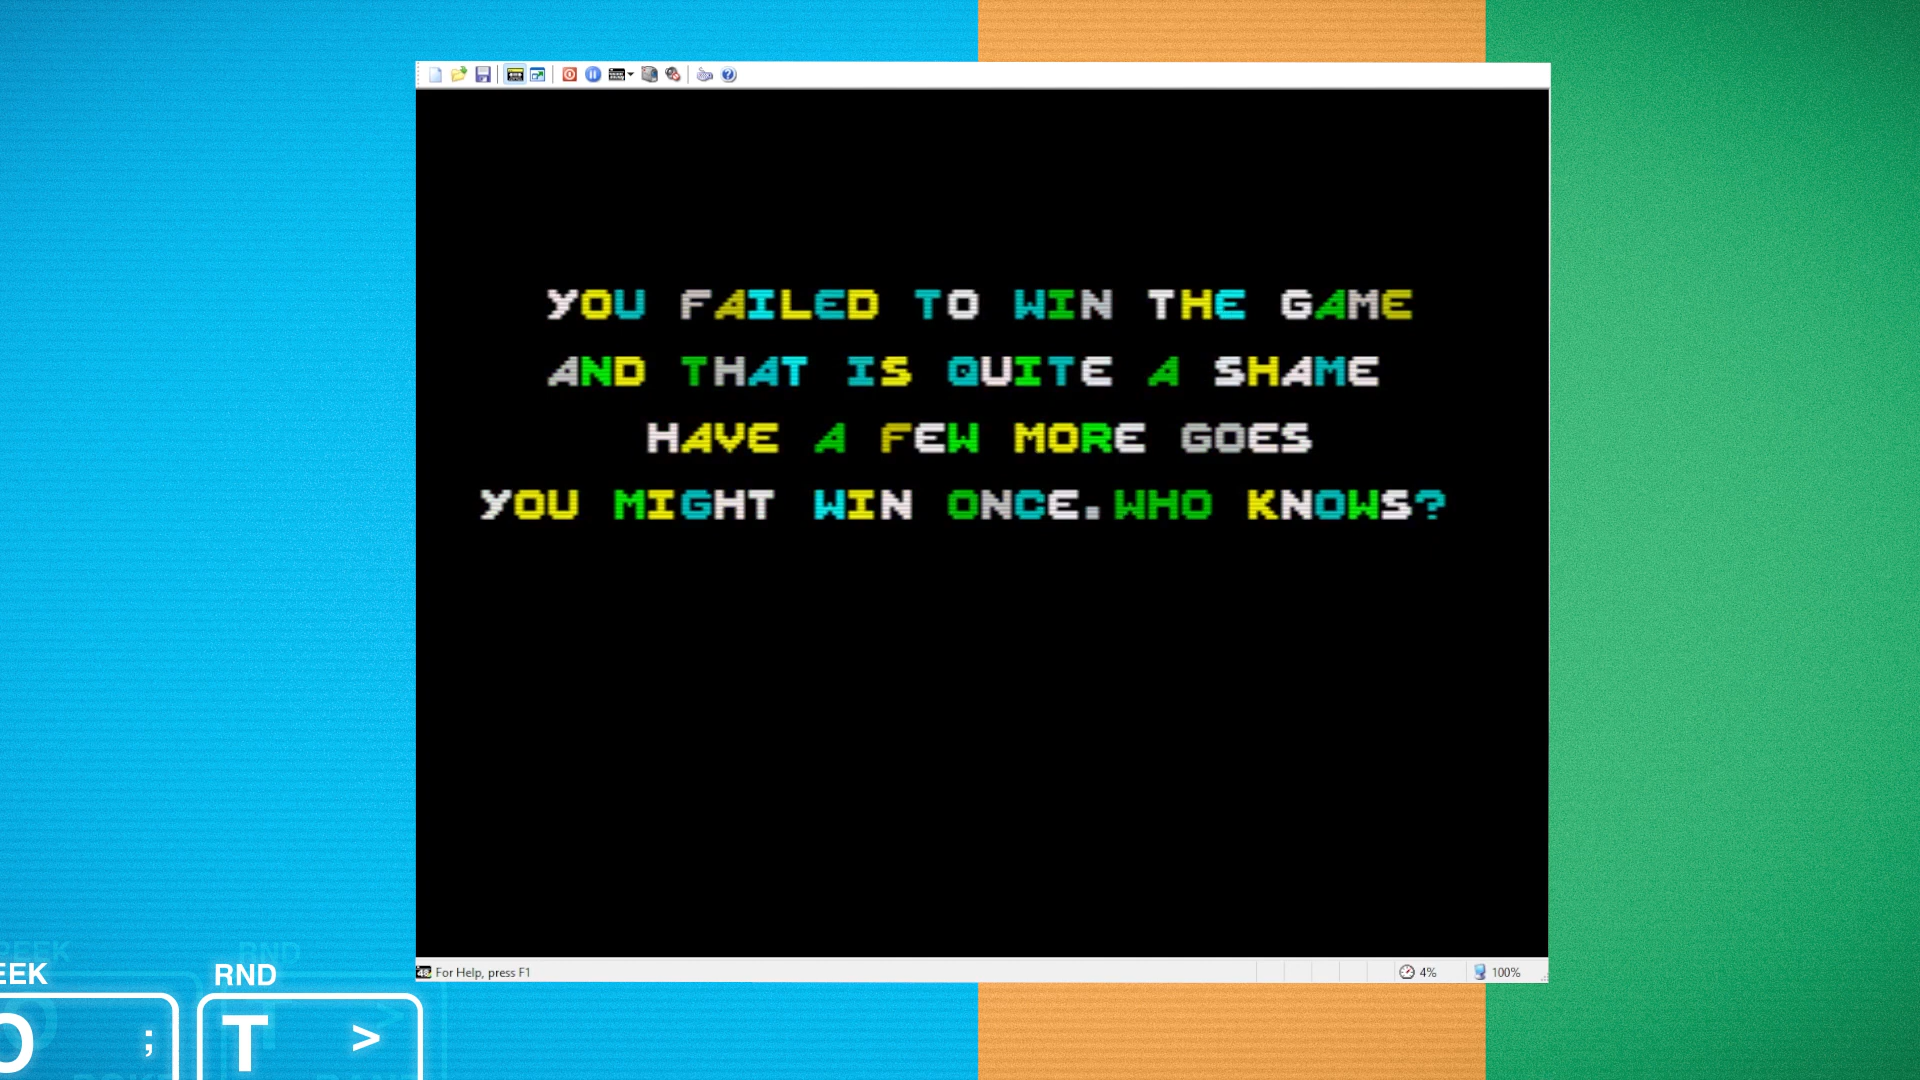 YOU FAILED TO WIN THE GAME
AND THAT IS QUITE A SHAME
HAVE A FEW MORE GOES
YOU MIGHT WIN ONCE.WHO KNOWS?
For Help, press F1
4%
100%
EEK
RND
O ;
T >